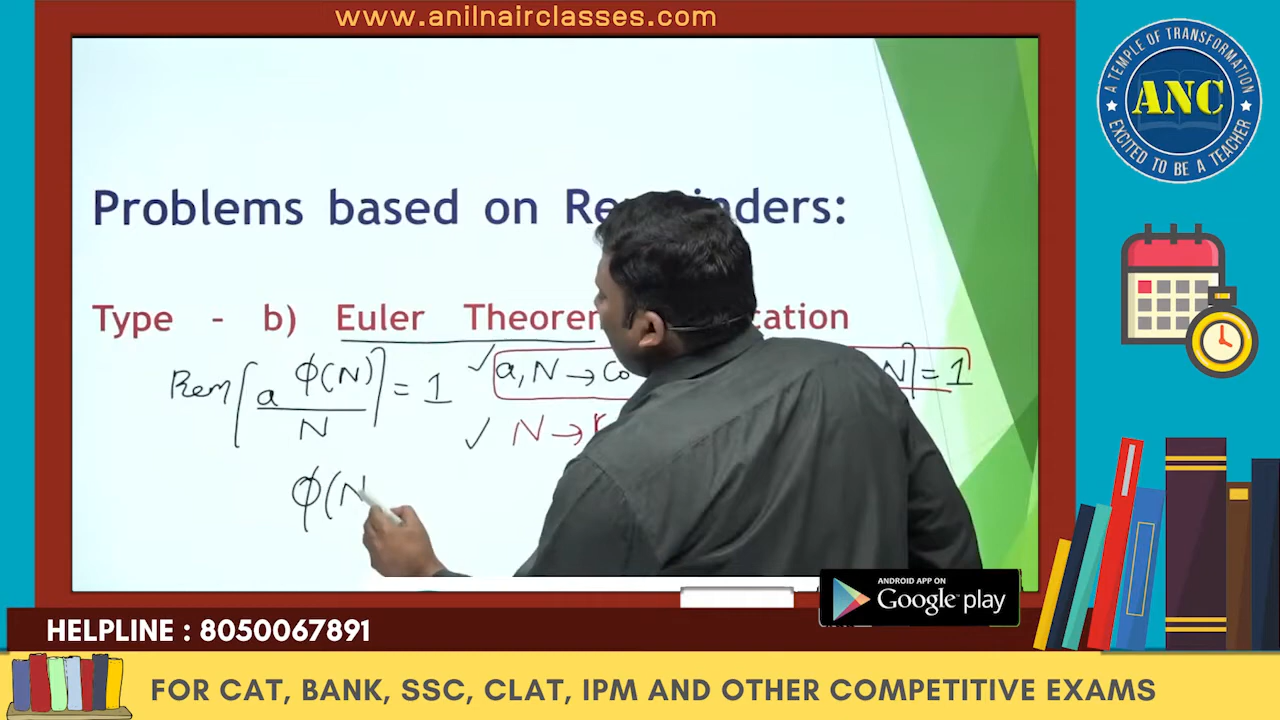 www.anilnairclasses.com
A TEMPLE OF TRANSFORMATION
ANC
EXCITED TO BE A TEACHER
Problems based on Re inders:
Type - b) Euler Theorem cation
Rem[a ϕ(N) / N] = 1 ✓ a, N → Co N] = 1
✓ N → r
ϕ(N
ANDROID APP ON
Google play
HELPLINE : 8050067891
FOR CAT, BANK, SSC, CLAT, IPM AND OTHER COMPETITIVE EXAMS